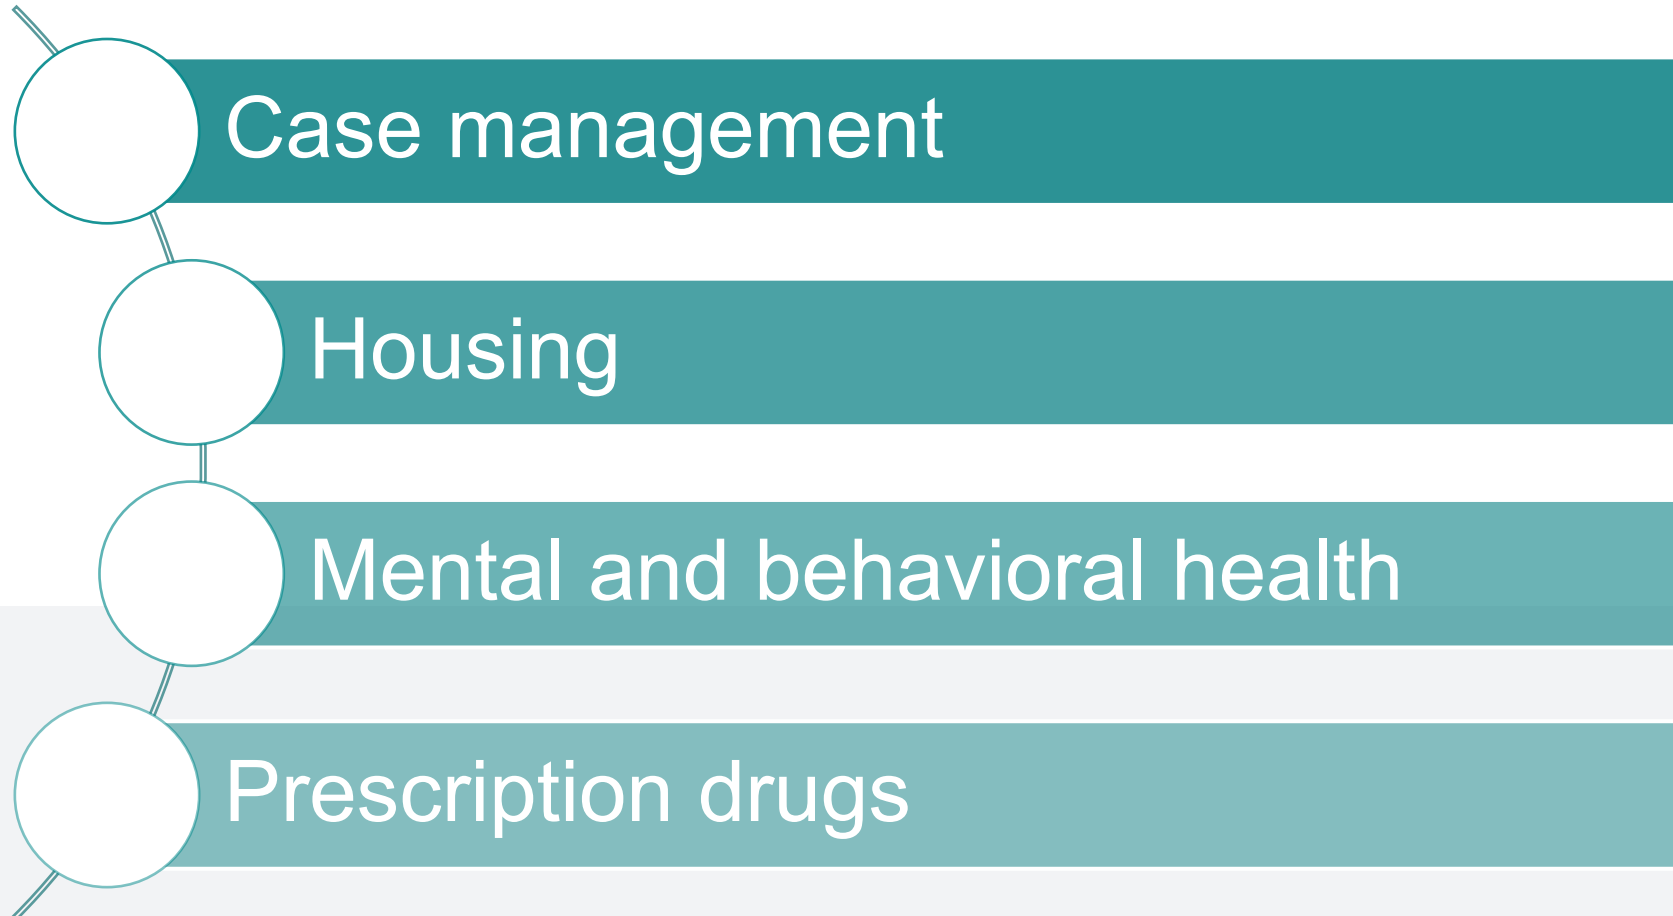 Case management
Housing
Mental and behavioral health
Prescription drugs